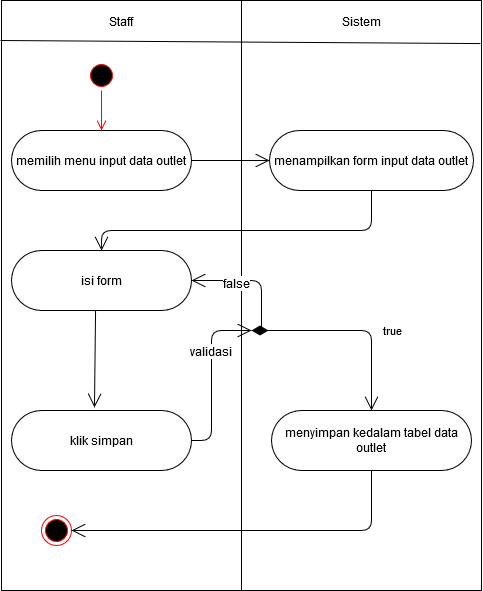 Staff
Sistem
memilih menu input data outlet
menampilkan form input data outlet
isi form
false
true
validasi
klik simpan
menyimpan kedalam tabel data
outlet